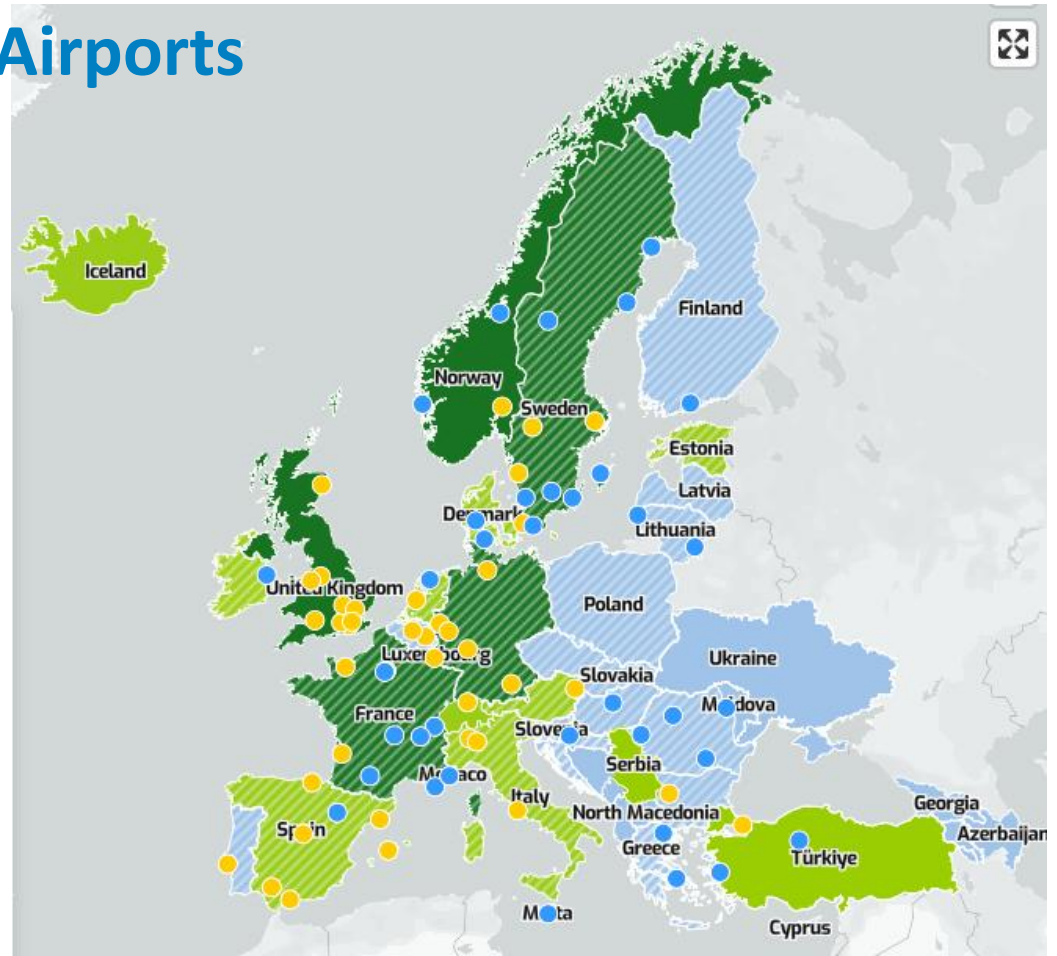 Airports
Iceland
Finland
Norway
Sweden
Estonia
Latvia
Denmark
Lithuania
United Kingdom
Poland
Luxembourg
Ukraine
Slovakia
Moldova
France
Slovenia
Serbia
Monaco
Italy
Georgia
North Macedonia
Spain
Azerbaijan
Greece
Türkiye
Malta
Cyprus